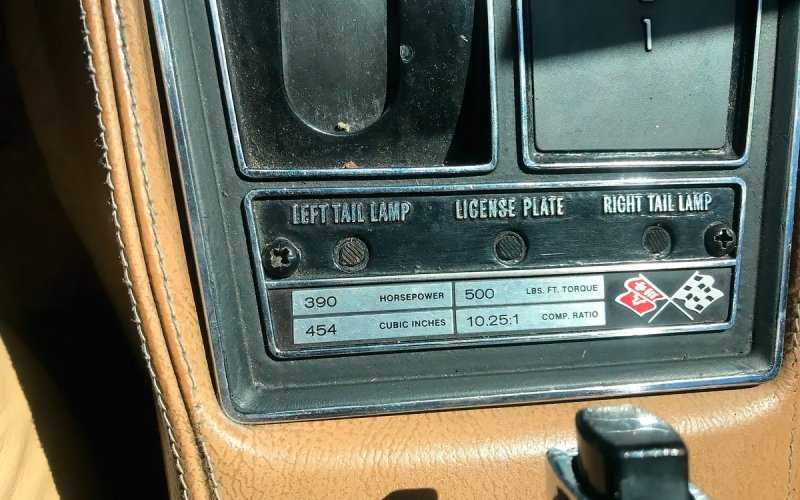 1
LEFT TAIL LAMP LICENSE PLATE RIGHT TAIL LAMP
390 HORSEPOWER 500 LBS. FT. TORQUE
454 CUBIC INCHES 10.25:1 COMP. RATIO